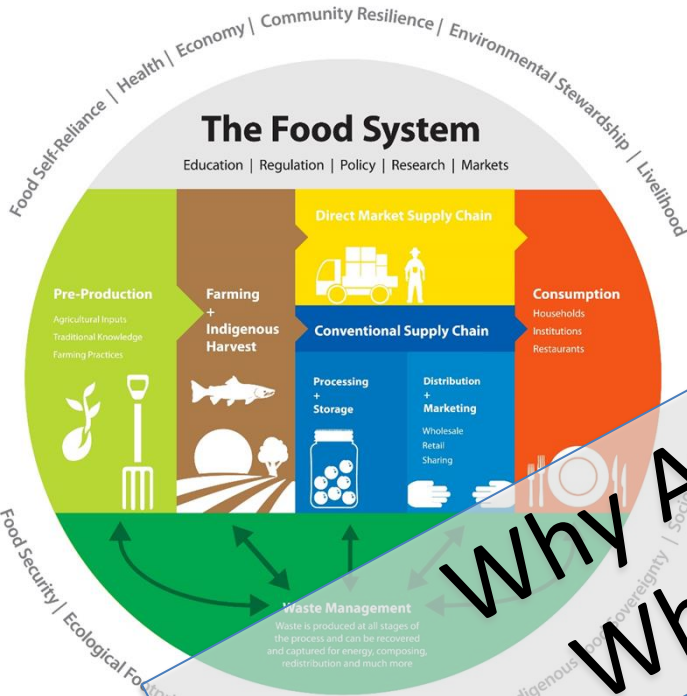 Food Self-Reliance | Health | Economy | Community Resilience | Environmental Stewardship | Livelihood
The Food System
Education | Regulation | Policy | Research | Markets
Direct Market Supply Chain
Pre-Production
Agricultural Inputs
Traditional Knowledge
Farming Practices
Farming
+
Indigenous
Harvest
Conventional Supply Chain
Processing
+
Storage
Distribution
+
Marketing
Wholesale
Retail
Sharing
Consumption
Households
Institutions
Restaurants
Waste Management
Waste is produced at all stages of
the process and can be recovered
and captured for energy, composing,
redistribution and much more
Food Security | Ecological
Sovereignty |
Why